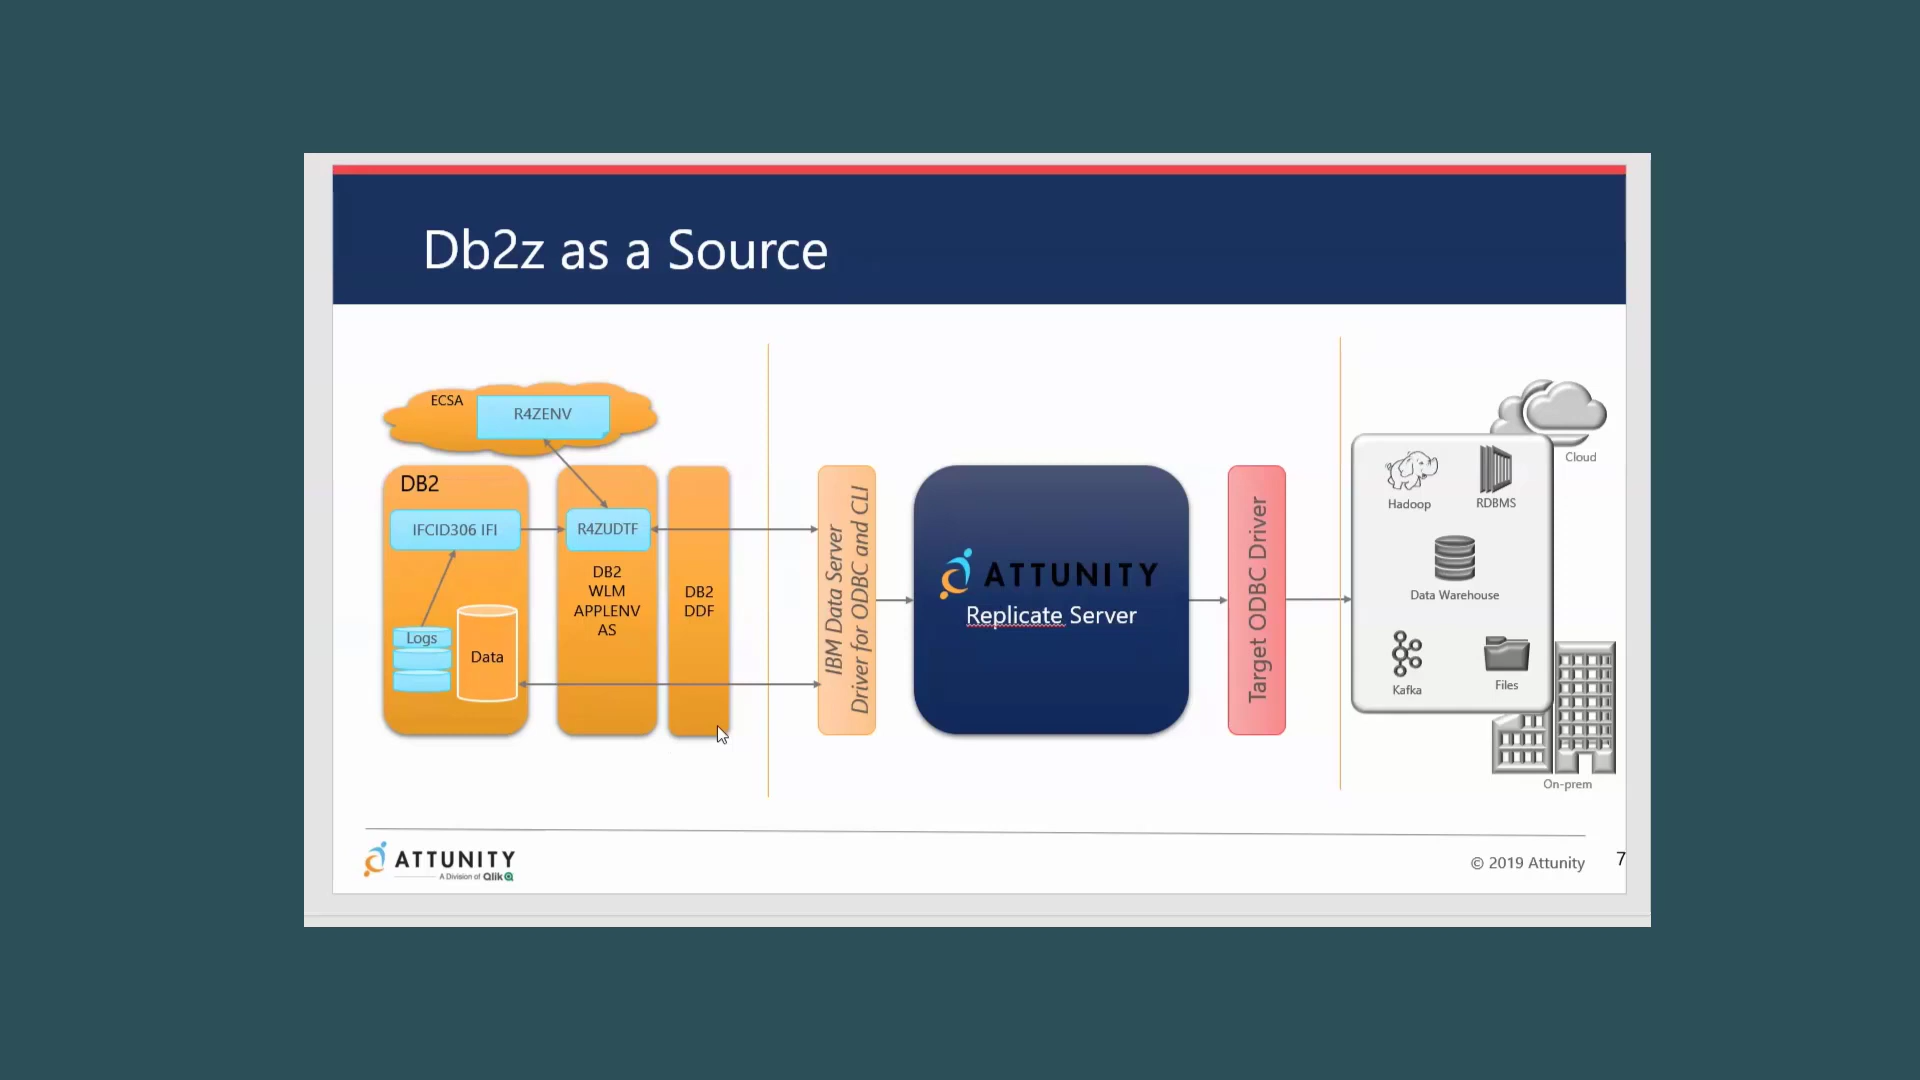 Db2z as a Source
ECSA
R4ZENV
DB2
IFCID306 IFI
R4ZUDTF
Logs
Data
DB2
WLM
APPLENV
AS
DB2
DDF
IBM Data Server
Driver for ODBC and CLI
ATTUNITY
Replicate Server
Target ODBC Driver
Cloud
Hadoop
RDBMS
Data Warehouse
Kafka
Files
On-prem
ATTUNITY
A Division of Qlik
© 2019 Attunity
7